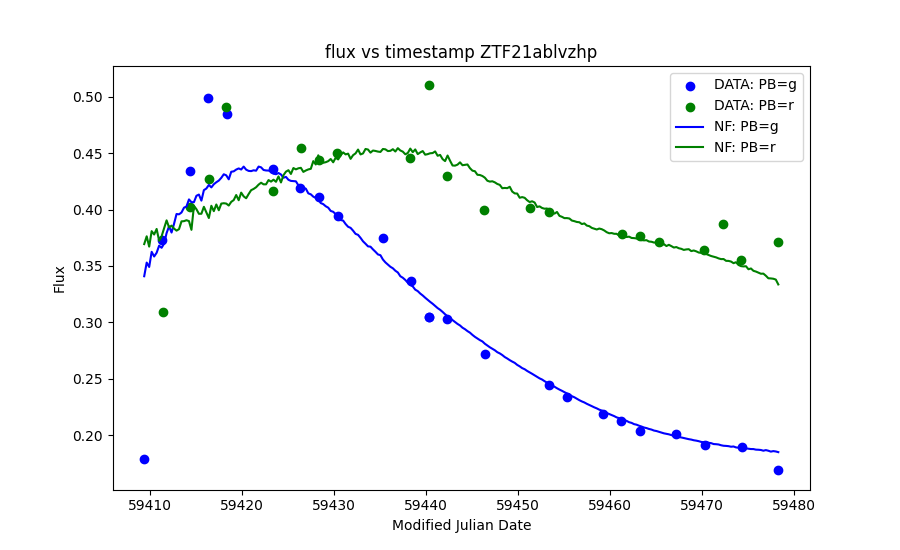 flux vs timestamp ZTF21ablvzhp
DATA: PB=g
DATA: PB=r
NF: PB=g
NF: PB=r
Flux
0.50
0.45
0.40
0.35
0.30
0.25
0.20
59410 59420 59430 59440 59450 59460 59470 59480
Modified Julian Date